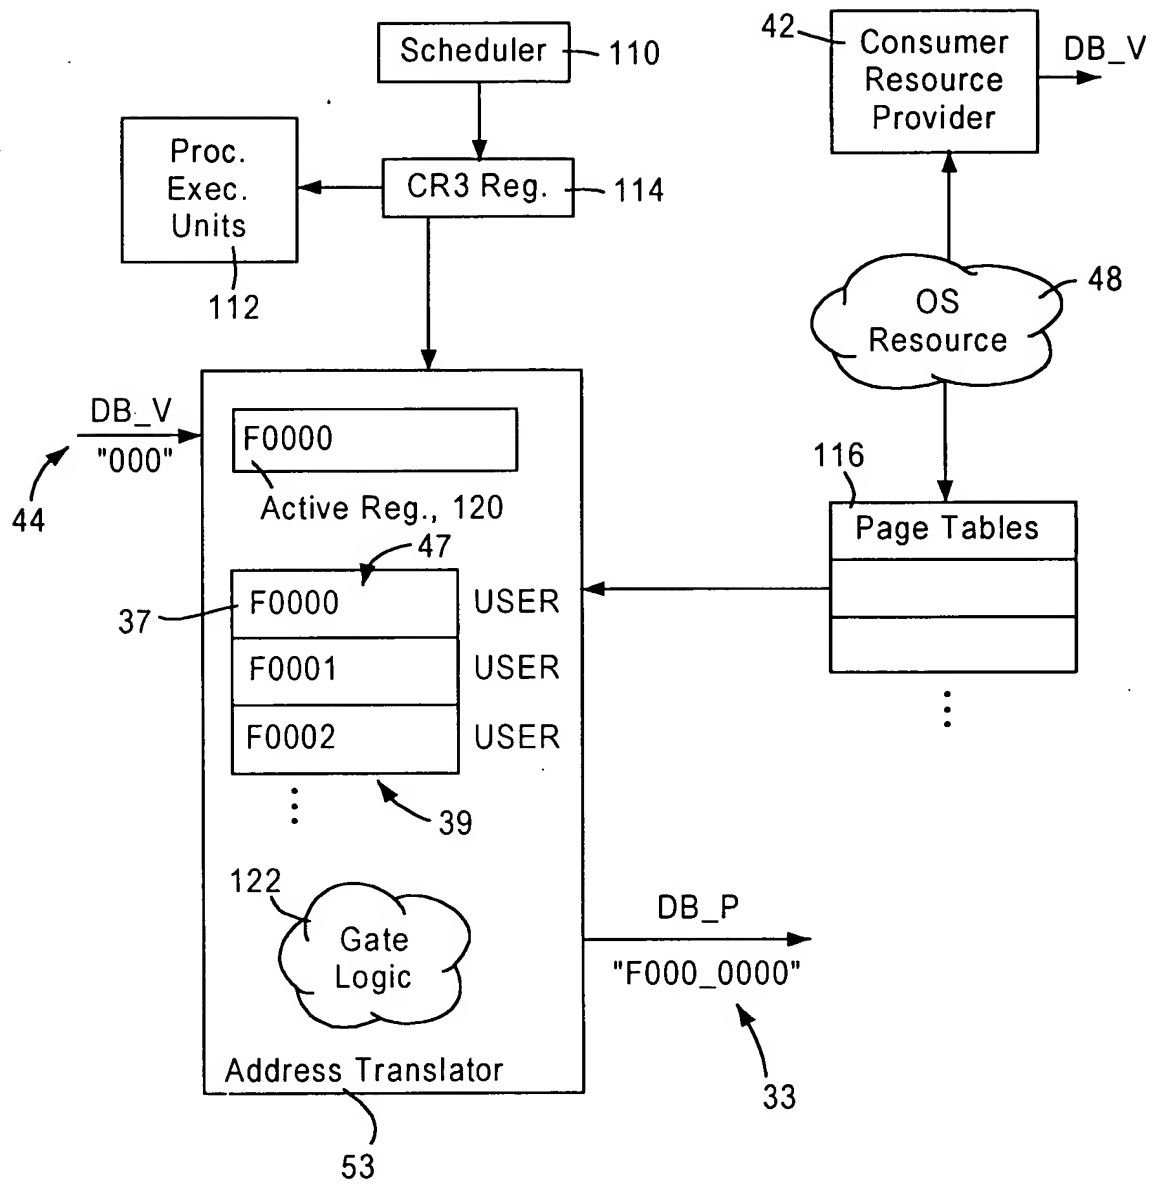 Scheduler
110
42
Consumer
Resource
Provider
DB_V
Proc.
Exec.
Units
112
CR3 Reg.
114
OS
Resource
48
DB_V
"000"
44
F0000
Active Reg., 120
47
37
F0000
USER
F0001
USER
F0002
USER
39
116
Page Tables
122
Gate
Logic
DB_P
"F000_0000"
33
Address Translator
53